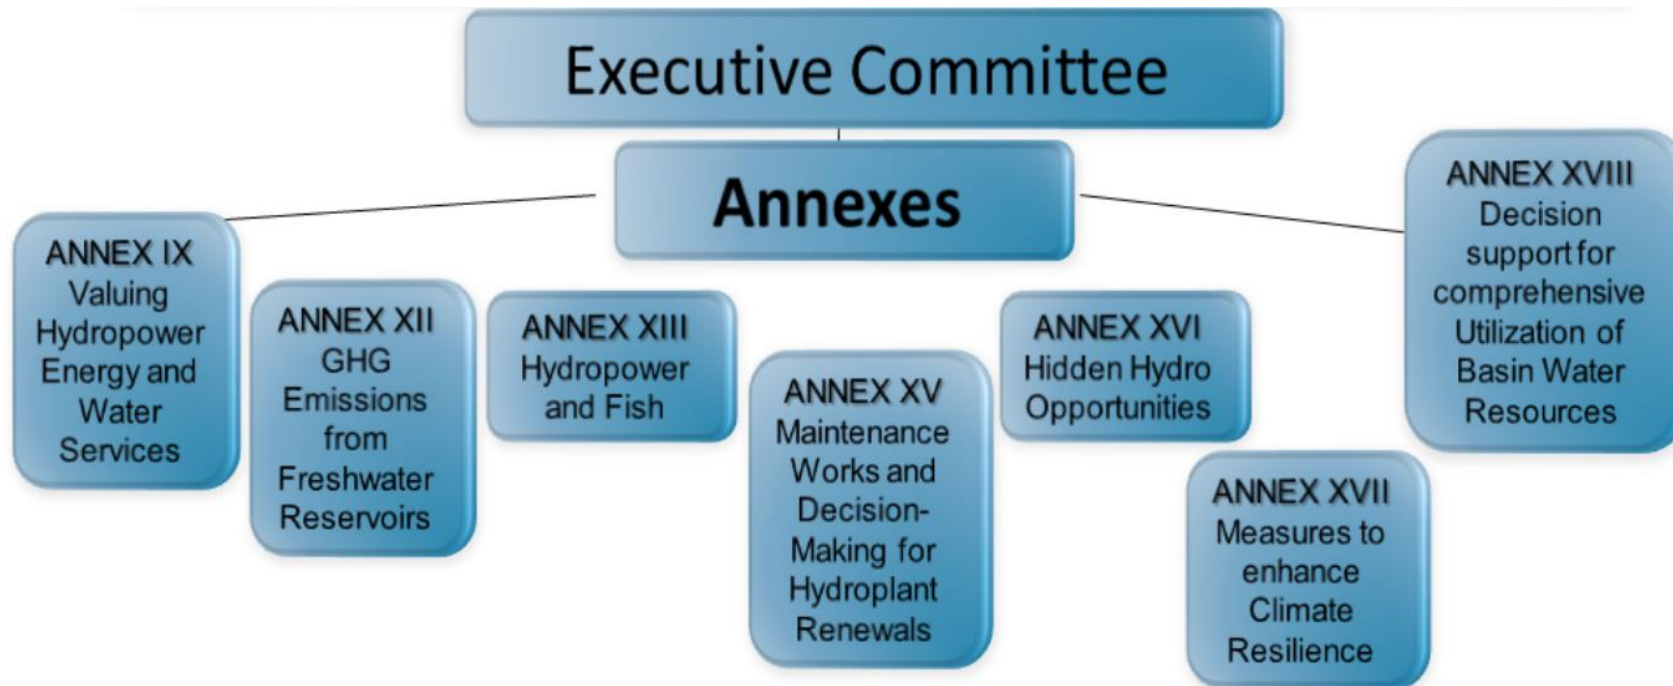 Executive Committee
Annexes
ANNEX IX
Valuing
Hydropower
Energy and
Water
Services
ANNEX XII
GHG
Emissions
from
Freshwater
Reservoirs
ANNEX XIII
Hydropower
and Fish
ANNEX XV
Maintenance
Works and
Decision-
Making for
Hydroplant
Renewals
ANNEX XVI
Hidden Hydro
Opportunities
ANNEX XVII
Measures to
enhance
Climate
Resilience
ANNEX XVIII
Decision
support for
comprehensive
Utilization of
Basin Water
Resources